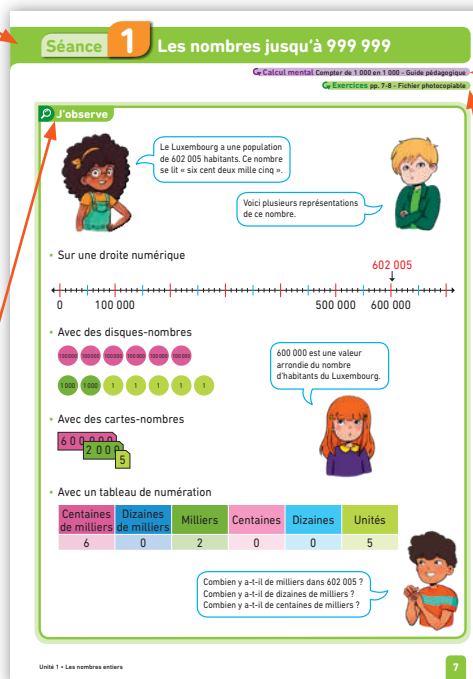 Séance 1 Les nombres jusqu'à 999 999
Calcul mental Compter de 1 000 en 1 000 - Guide pédagogique
Exercices pp. 7-8 - Fichier photocopiable
J'observe
Le Luxembourg a une population
de 602 005 habitants. Ce nombre
se lit « six cent deux mille cinq ».
Voici plusieurs représentations
de ce nombre.
• Sur une droite numérique
602 005
0 100 000 500 000 600 000
• Avec des disques-nombres
100 000 100 000 100 000 100 000 100 000 100 000
1 000 1 000 1 1 1 1 1
600 000 est une valeur
arrondie du nombre
d'habitants du Luxembourg.
• Avec des cartes-nombres
6 0 0 0 0 0
2 0 0 0
5
• Avec un tableau de numération
Centaines de milliers Dizaines de milliers Milliers Centaines Dizaines Unités
6 0 2 0 0 5
Combien y a-t-il de milliers dans 602 005 ?
Combien y a-t-il de dizaines de milliers ?
Combien y a-t-il de centaines de milliers ?
Unité 1 • Les nombres entiers
7